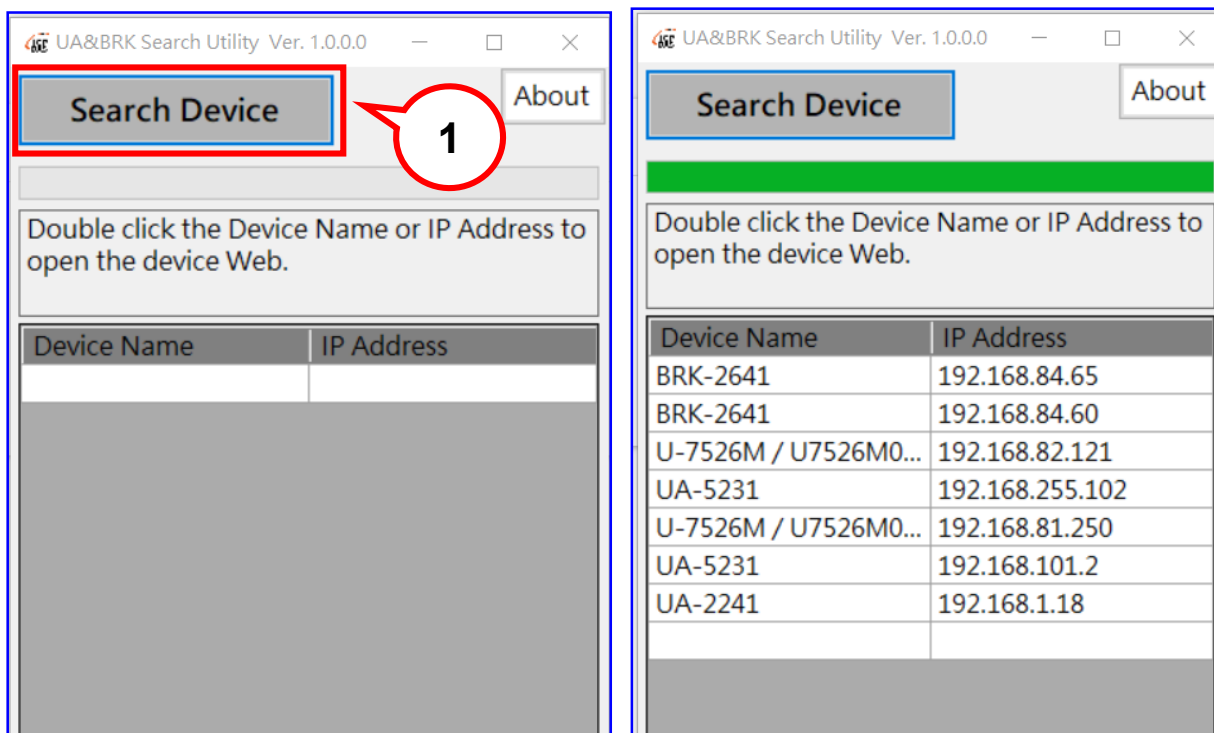 UA&BRK Search Utility Ver. 1.0.0.0
Search Device
About
1
Double click the Device Name or IP Address to
open the device Web.
Device Name IP Address
UA&BRK Search Utility Ver. 1.0.0.0
Search Device
About
Double click the Device Name or IP Address to
open the device Web.
Device Name IP Address
BRK-2641 192.168.84.65
BRK-2641 192.168.84.60
U-7526M / U7526M0... 192.168.82.121
UA-5231 192.168.255.102
U-7526M / U7526M0... 192.168.81.250
UA-5231 192.168.101.2
UA-2241 192.168.1.18